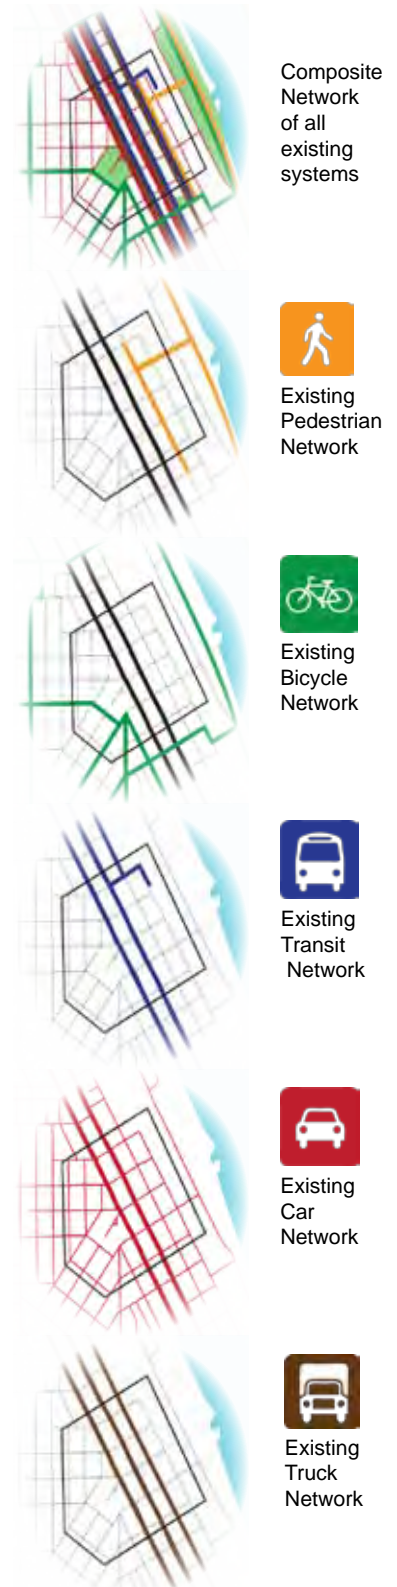 Composite
Network
of all
existing
systems
Existing
Pedestrian
Network
Existing
Bicycle
Network
Existing
Transit
Network
Existing
Car
Network
Existing
Truck
Network